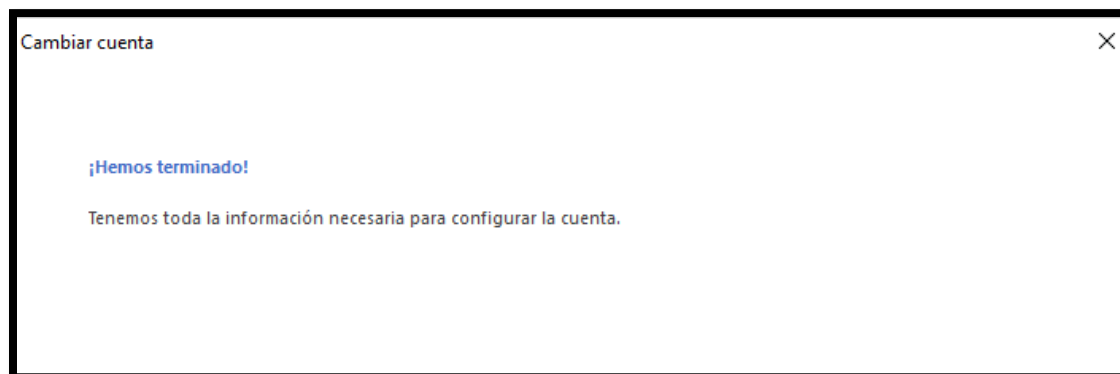 Cambiar cuenta
¡Hemos terminado!
Tenemos toda la información necesaria para configurar la cuenta.